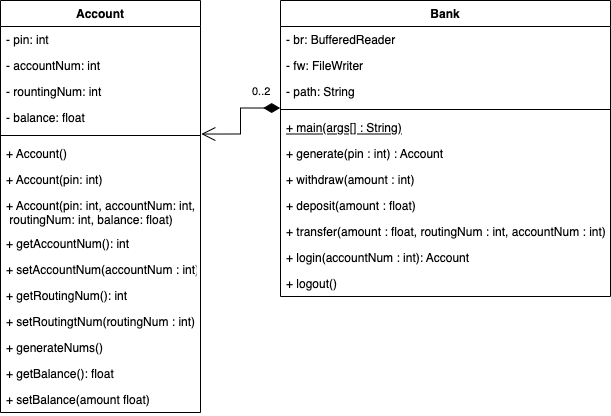 Account
- pin: int
- accountNum: int
- rountingNum: int
- balance: float
+ Account()
+ Account(pin: int)
+ Account(pin: int, accountNum: int,
routingNum: int, balance: float)
+ getAccountNum(): int
+ setAccountNum(accountNum : int)
+ getRoutingNum(): int
+ setRoutingtNum(routingNum : int)
+ generateNums()
+ getBalance(): float
+ setBalance(amount float)
0..2
Bank
- br: BufferedReader
- fw: FileWriter
- path: String
+ main(args[] : String)
+ generate(pin : int) : Account
+ withdraw(amount : int)
+ deposit(amount : float)
+ transfer(amount : float, routingNum : int, accountNum : int)
+ login(accountNum : int): Account
+ logout()